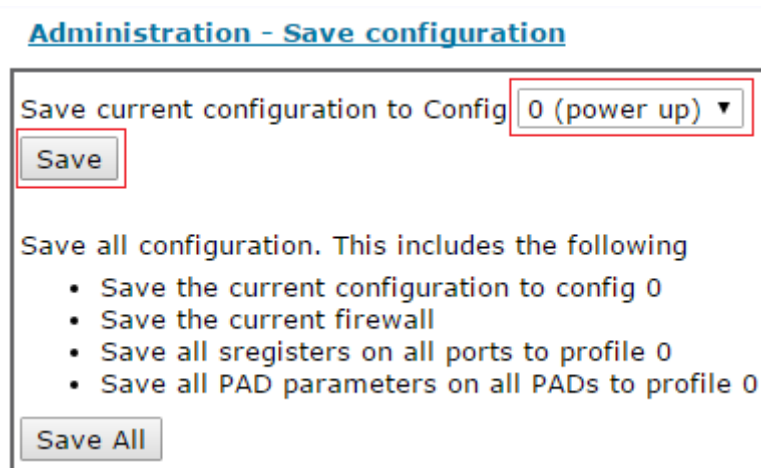 Administration - Save configuration
Save current configuration to Config 0 (power up) ▼
Save
Save all configuration. This includes the following
• Save the current configuration to config 0
• Save the current firewall
• Save all sregisters on all ports to profile 0
• Save all PAD parameters on all PADs to profile 0
Save All